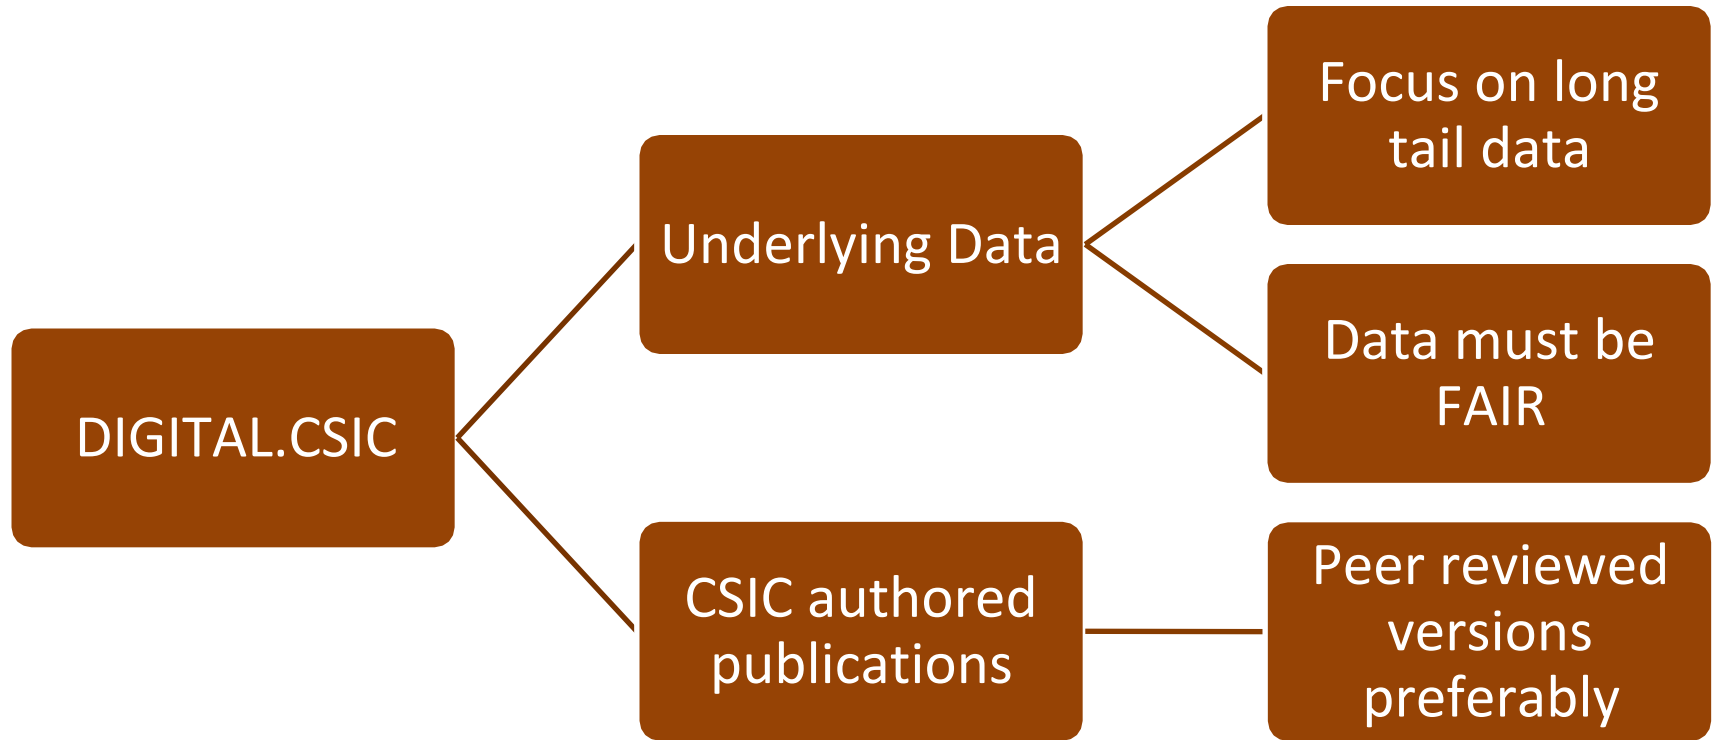 DIGITAL.CSIC
Underlying Data
Focus on long
tail data
Data must be
FAIR
CSIC authored
publications
Peer reviewed
versions
preferably